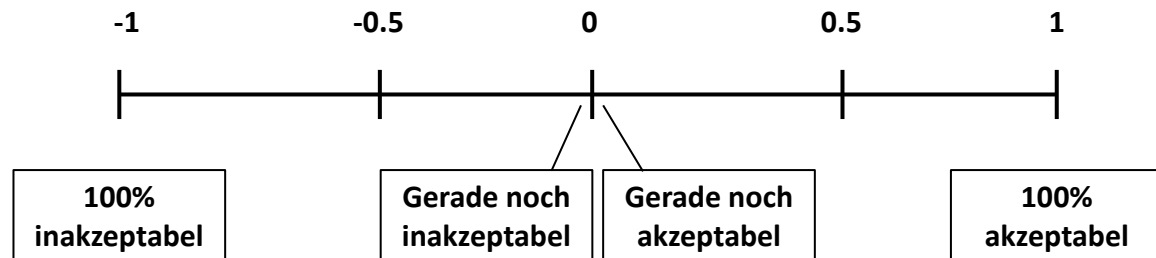 -1 -0.5 0 0.5 1
100% Gerade noch Gerade noch 100%
inakzeptabel inakzeptabel akzeptabel akzeptabel